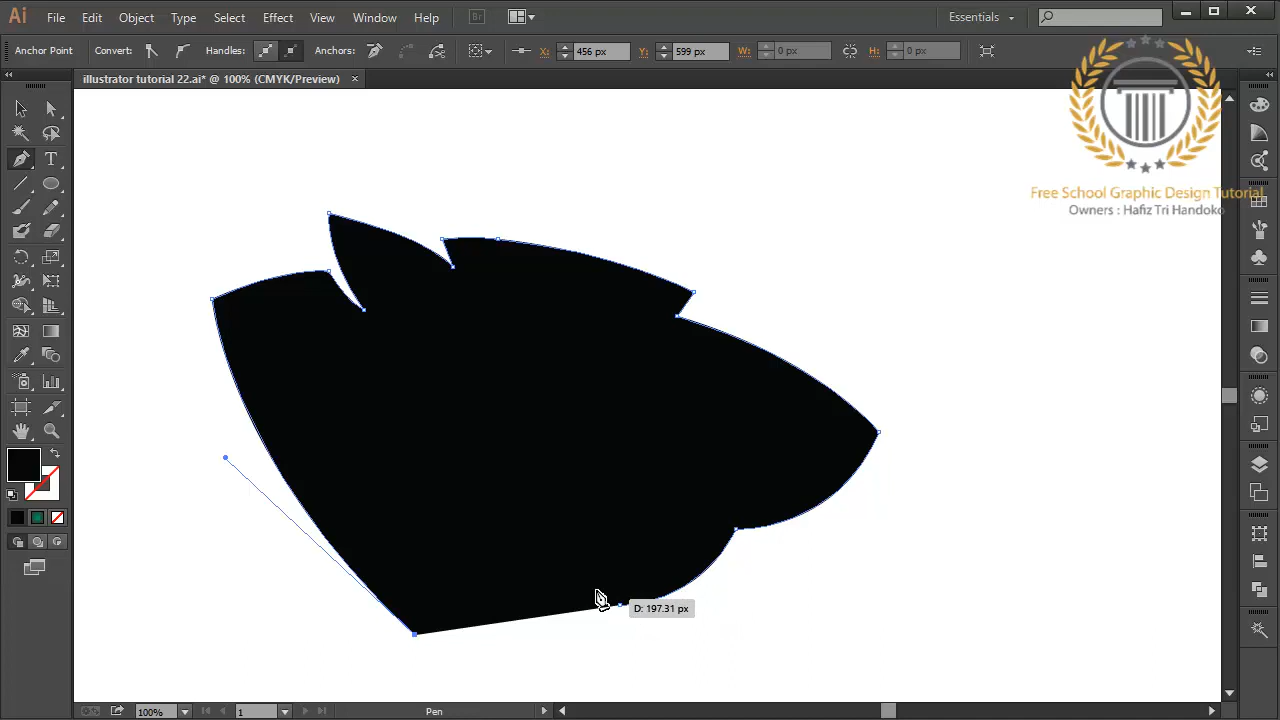 Ai File Edit Object Type Select Effect View Window Help Br Essentials
Anchor Point Convert: Handles: Anchors: X: 456 px Y: 599 px W: 0 px H: 0 px
illustrator tutorial 22.ai* @ 100% (CMYK/Preview)
T
Free School Graphic Design Tutorial
Owners : Hafiz Tri Handoko
D: 197.31 px
100% 1 Pen